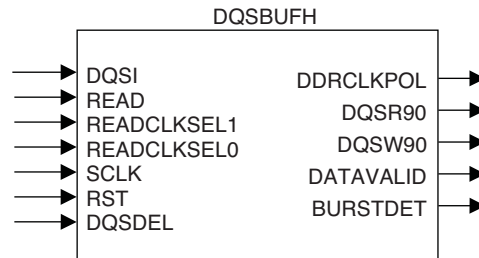 DQSBUFH
DQSI
READ
READCLKSEL1
READCLKSEL0
SCLK
RST
DQSDEL
DDRCLKPOL
DQSR90
DQSW90
DATAVALID
BURSTDET